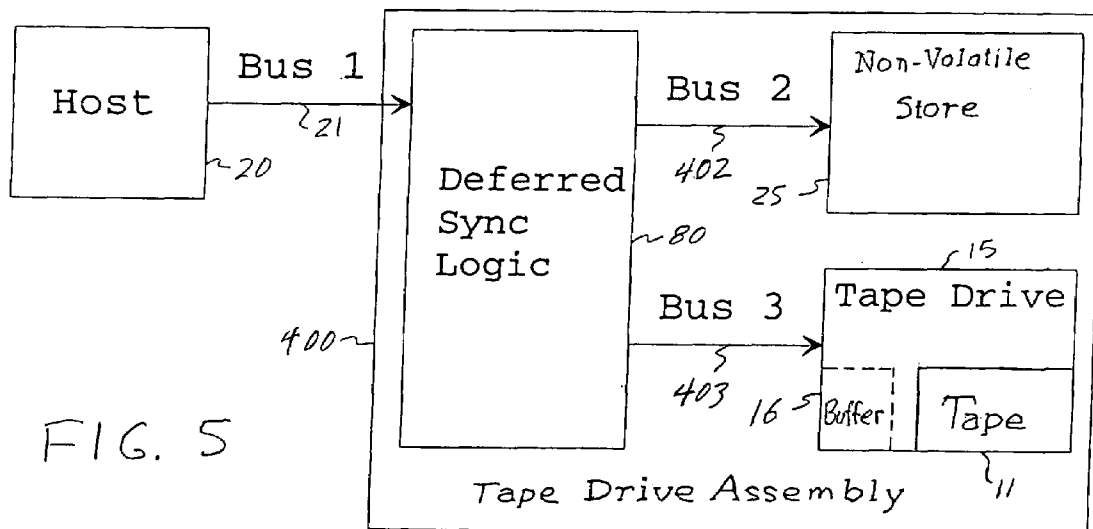 Host
20
Bus 1
21
400
Deferred
Sync
Logic
80
Bus 2
402
Non-Volatile
Store
25
Bus 3
403
15
Tape Drive
16
Buffer
Tape
11
Tape Drive Assembly
FIG. 5